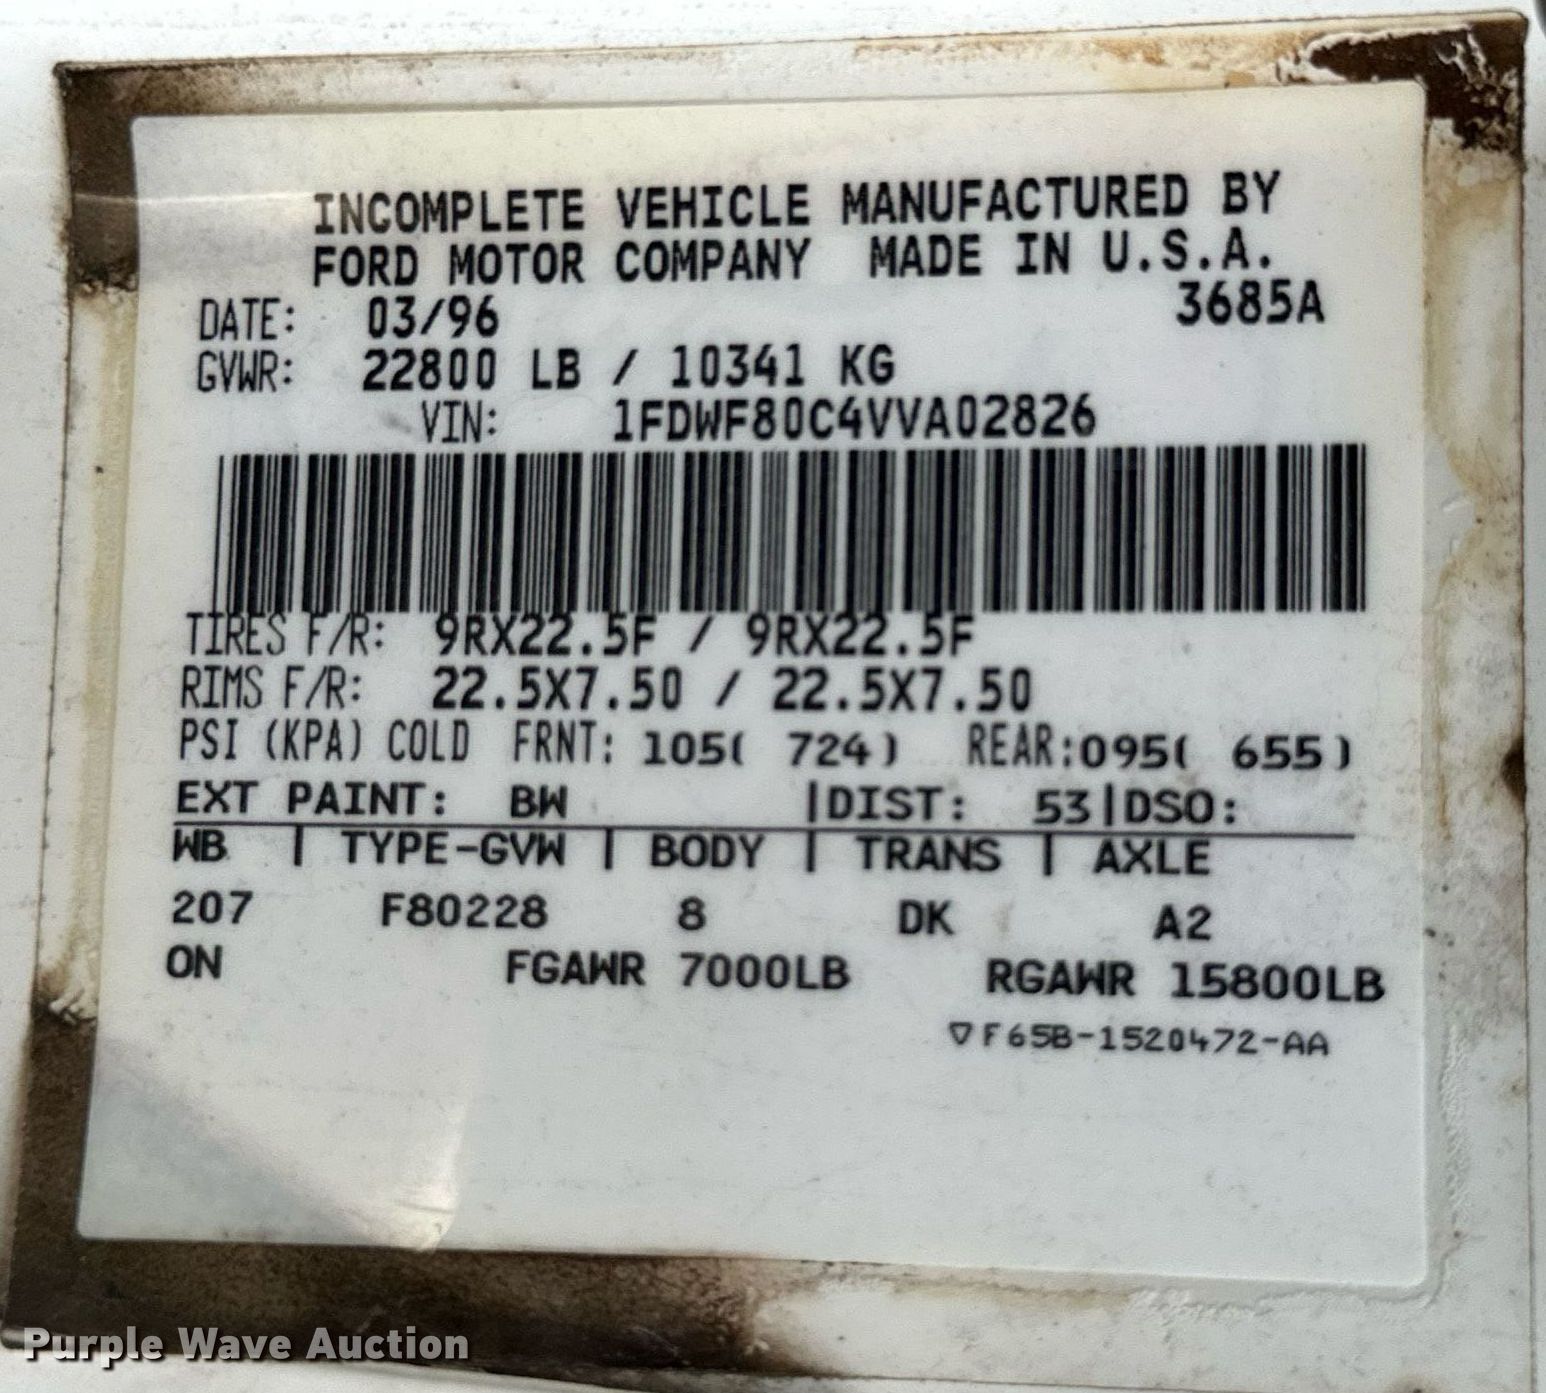 INCOMPLETE VEHICLE MANUFACTURED BY
FORD MOTOR COMPANY MADE IN U.S.A.
3685A
DATE: 03/96
GVWR: 22800 LB / 10341 KG
VIN: 1FDWF80C4VVA02826
TIRES F/R: 9RX22.5F / 9RX22.5F
RIMS F/R: 22.5X7.50 / 22.5X7.50
PSI (KPA) COLD FRNT: 105( 724) REAR:095( 655)
EXT PAINT: BW |DIST: 53|DSO:
WB | TYPE-GVW | BODY | TRANS | AXLE
207 F80228 8 DK A2
ON FGAWR 7000LB RGAWR 15800LB
▽F65B-1520472-AA
Purple Wave Auction